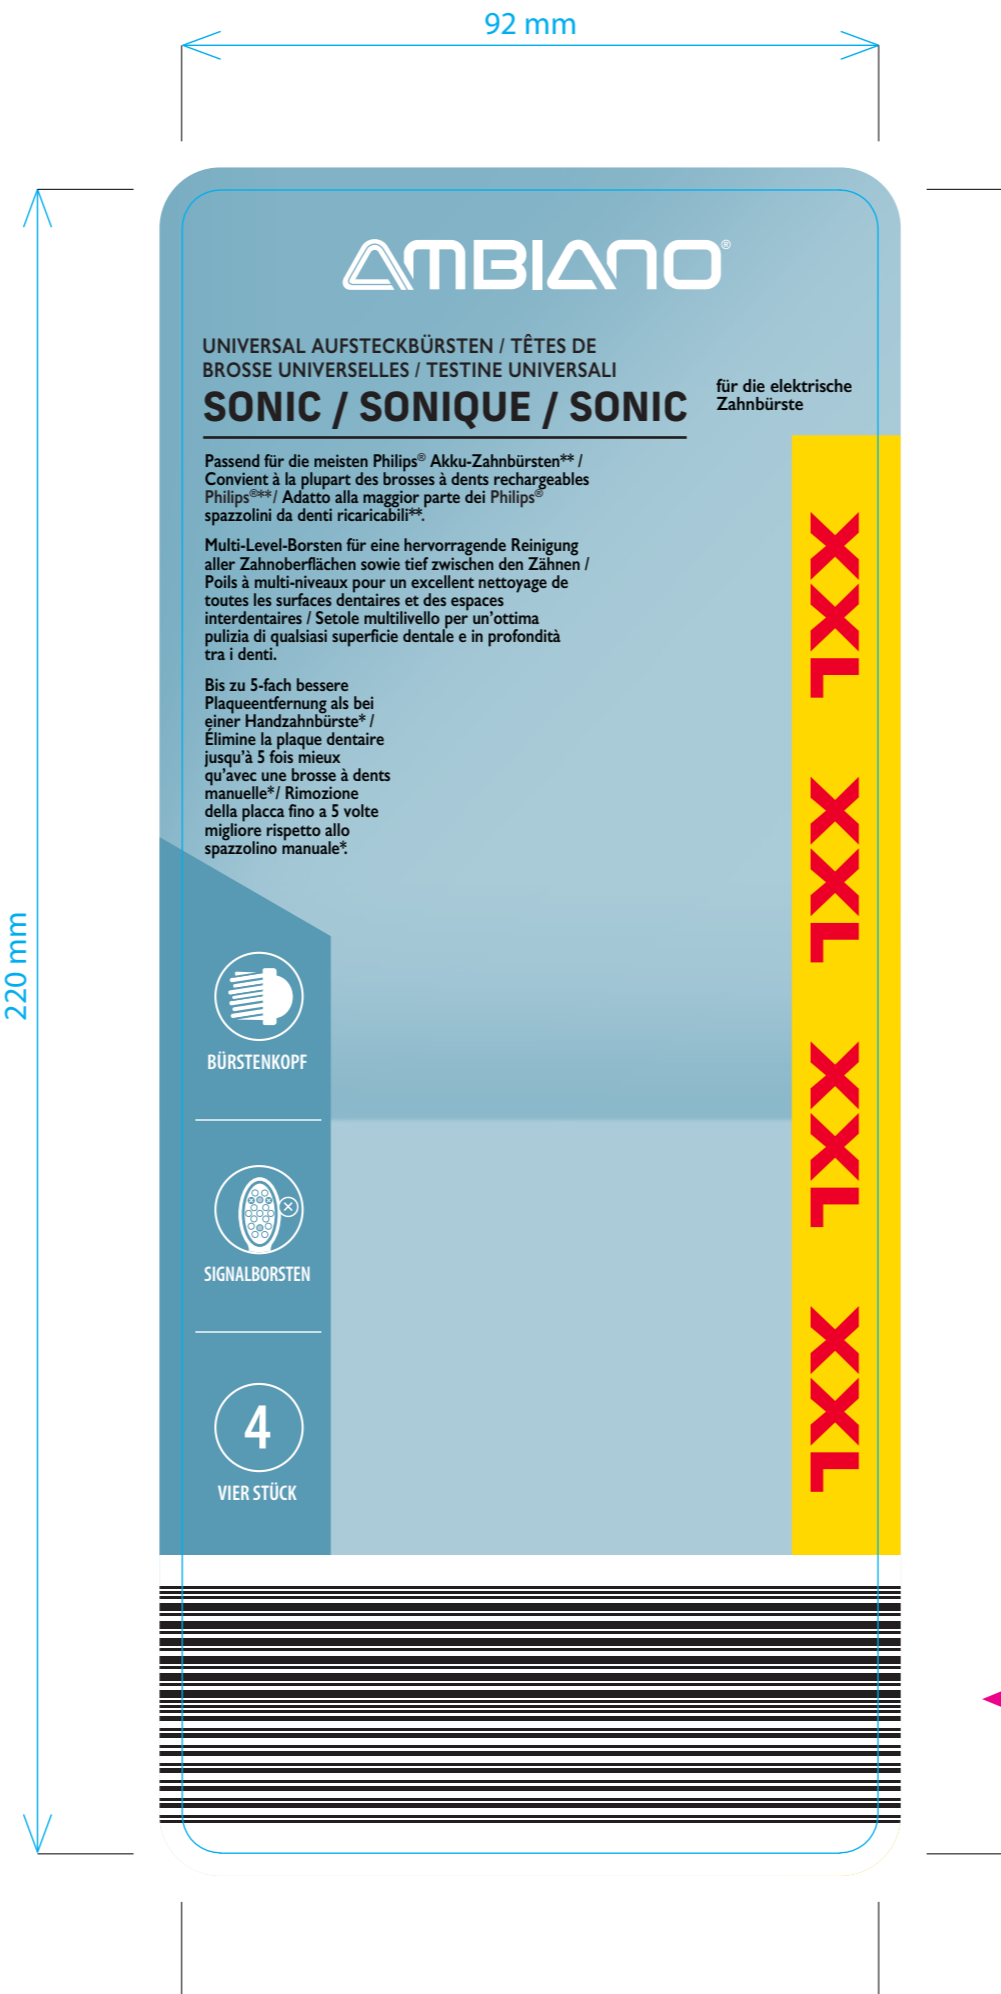 92 mm
220 mm
AMBIANO®
UNIVERSAL AUFSTECKBÜRSTEN / TÊTES DE
BROSSE UNIVERSELLES / TESTINE UNIVERSALI
SONIC / SONIQUE / SONIC
für die elektrische
Zahnbürste
Passend für die meisten Philips® Akku-Zahnbürsten** /
Convient à la plupart des brosses à dents rechargeables
Philips®**/ Adatto alla maggior parte dei Philips®
spazzolini da denti ricaricabili**.
Multi-Level-Borsten für eine hervorragende Reinigung
aller Zahnoberflächen sowie tief zwischen den Zähnen /
Poils à multi-niveaux pour un excellent nettoyage de
toutes les surfaces dentaires et des espaces
interdentaires / Setole multilivello per un’ottima
pulizia di qualsiasi superficie dentale e in profondità
tra i denti.
Bis zu 5-fach bessere
Plaqueentfernung als bei
einer Handzahnbürste* /
Élimine la plaque dentaire
jusqu’à 5 fois mieux
qu’avec une brosse à dents
manuelle*/ Rimozione
della placca fino a 5 volte
migliore rispetto allo
spazzolino manuale*.
BÜRSTENKOPF
SIGNALBORSTEN
4
VIER STÜCK
XXL
XXL
XXL
XXL